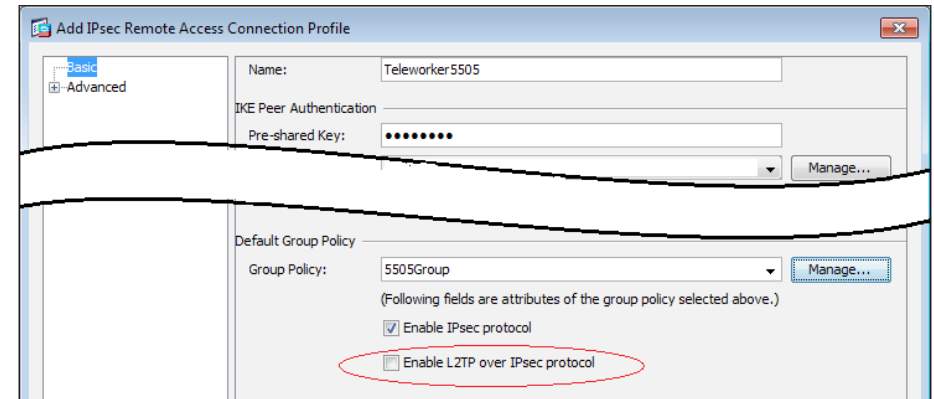 Add IPsec Remote Access Connection Profile
Basic
Advanced
Name: Teleworker5505
IKE Peer Authentication
Pre-shared Key: ●●●●●●●●
Manage...
Default Group Policy
Group Policy: 5505Group Manage...
(Following fields are attributes of the group policy selected above.)
Enable IPsec protocol
Enable L2TP over IPsec protocol